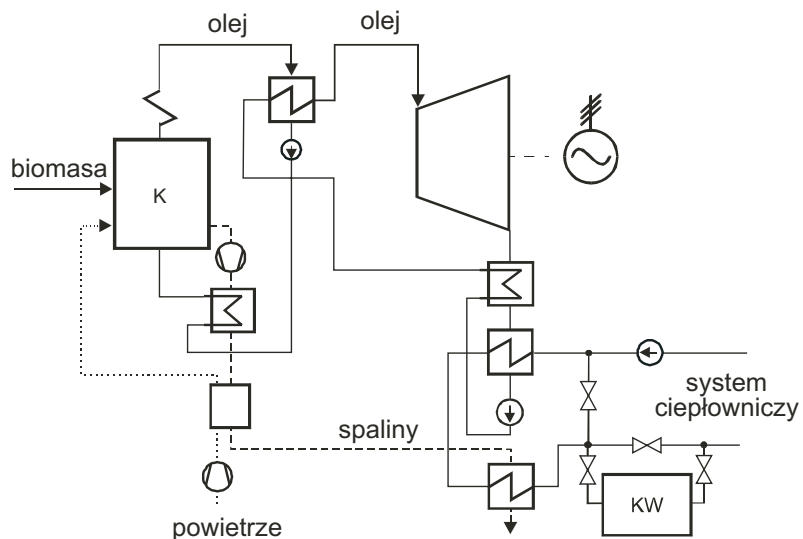 olej
olej
biomasa
K
system
ciepłowniczy
spaliny
KW
powietrze